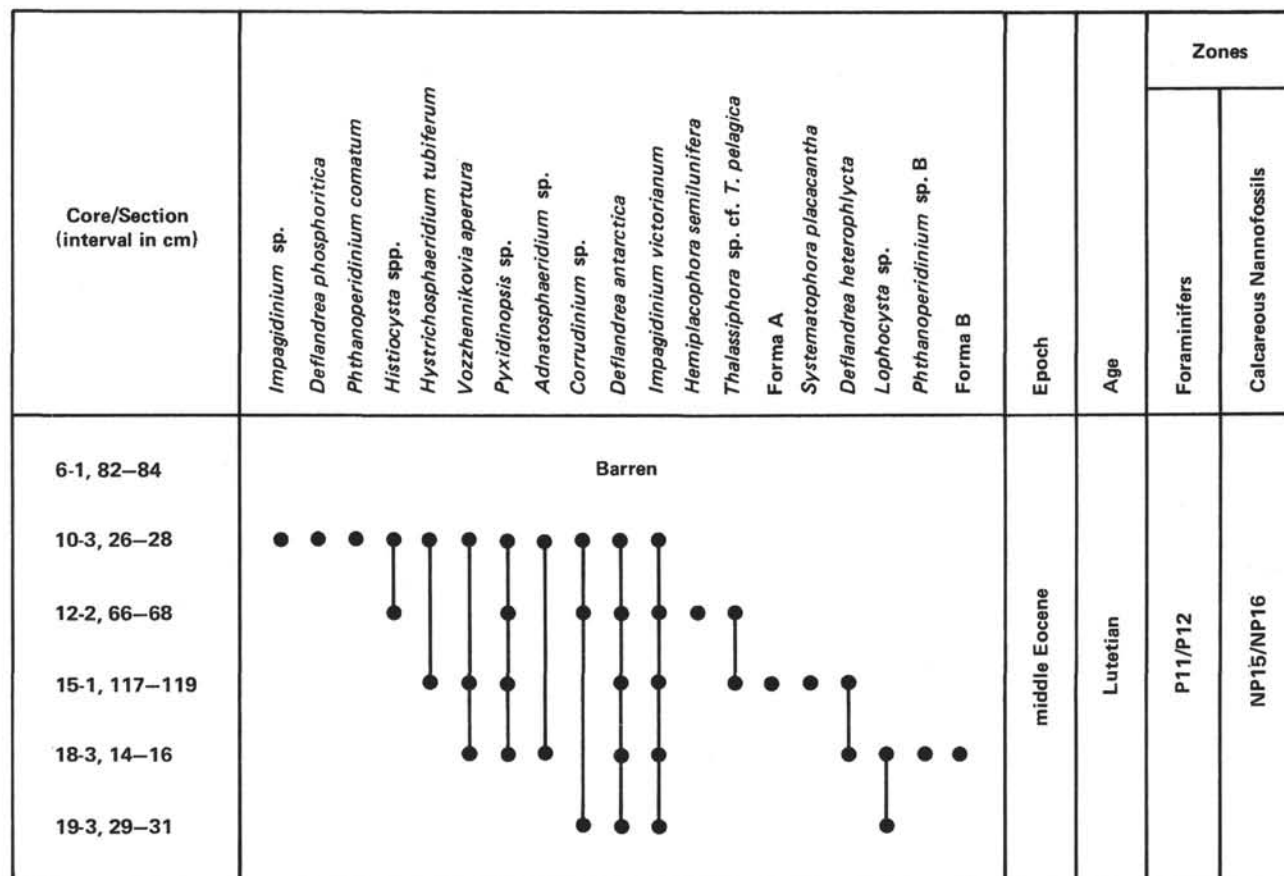 Core/Section
(interval in cm)
Impagidinium sp.
Deflandrea phosphoritica
Phthanoperidinium comatum
Histiocysta spp.
Hystrichosphaeridium tubiferum
Vozzhennikovia apertura
Pyxidinopsis sp.
Adnatosphaeridium sp.
Corrudinium sp.
Deflandrea antarctica
Impagidinium victorianum
Hemiplacophora semilunifera
Thalassiphora sp. cf. T. pelagica
Forma A
Systematophora placacantha
Deflandrea heterophlycta
Lophocysta sp.
Phthanoperidinium sp. B
Forma B
Epoch
Age
Zones
Foraminifers
Calcareous Nannofossils
6-1, 82–84
Barren
10-3, 26–28
12-2, 66–68
15-1, 117–119
18-3, 14–16
19-3, 29–31
middle Eocene
Lutetian
P11/P12
NP15/NP16